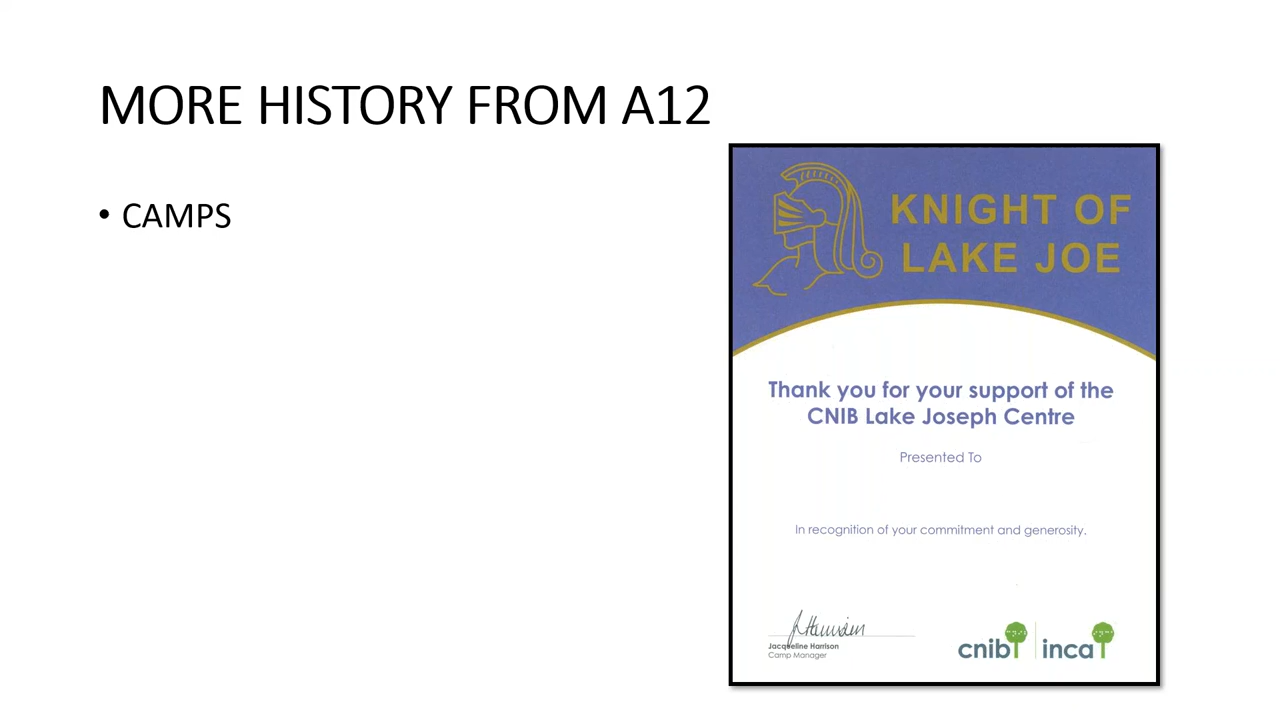 MORE HISTORY FROM A12
• CAMPS
KNIGHT OF
LAKE JOE
Thank you for your support of the
CNIB Lake Joseph Centre
Presented To
In recognition of your commitment and generosity.
Jacqueline Harrison
Camp Manager
cnib inca